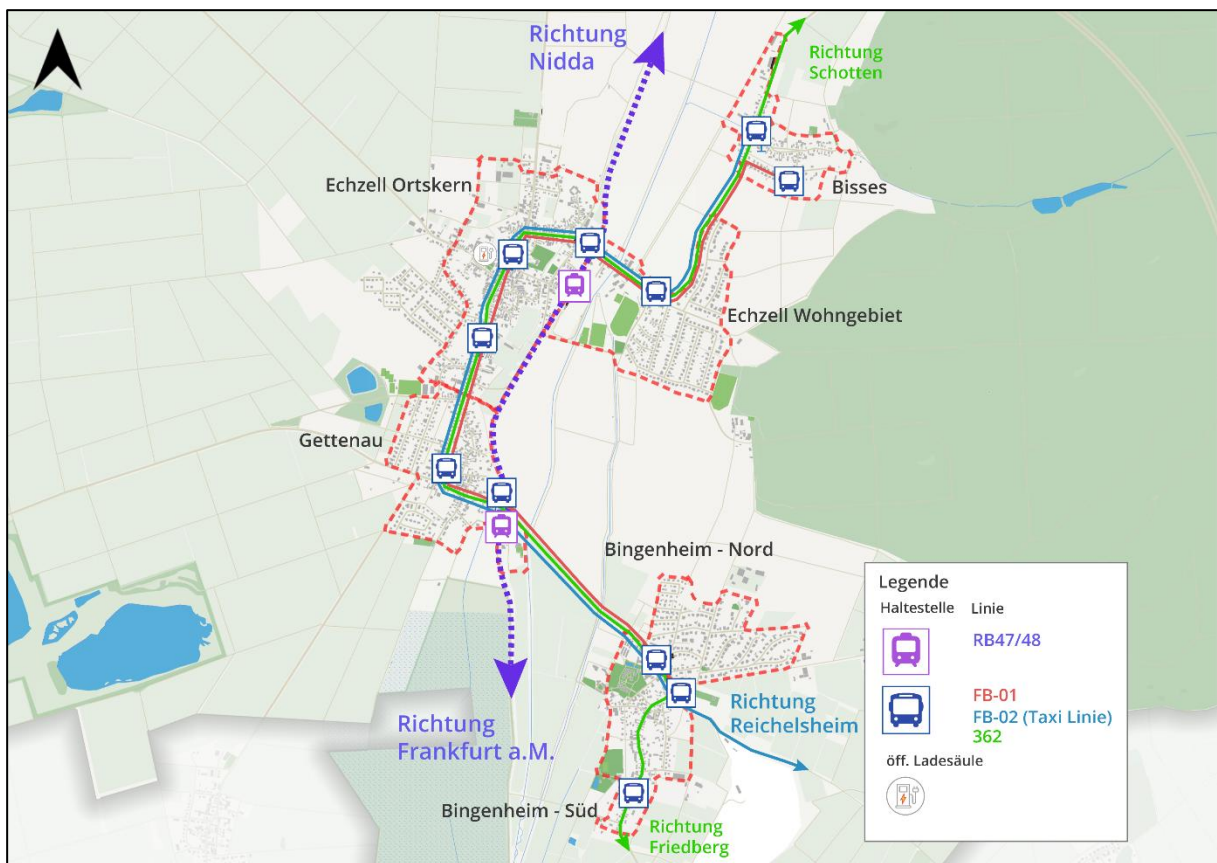 Richtung
Nidda
Richtung
Schotten
Echzell Ortskern
Bisses
Echzell Wohngebiet
Gettenau
Bingenheim - Nord
Richtung
Reichelsheim
Richtung
Frankfurt a.M.
Bingenheim - Süd
Richtung
Friedberg
Legende
Haltestelle Linie
RB47/48
FB-01
FB-02 (Taxi Linie)
362
öff. Ladesäule